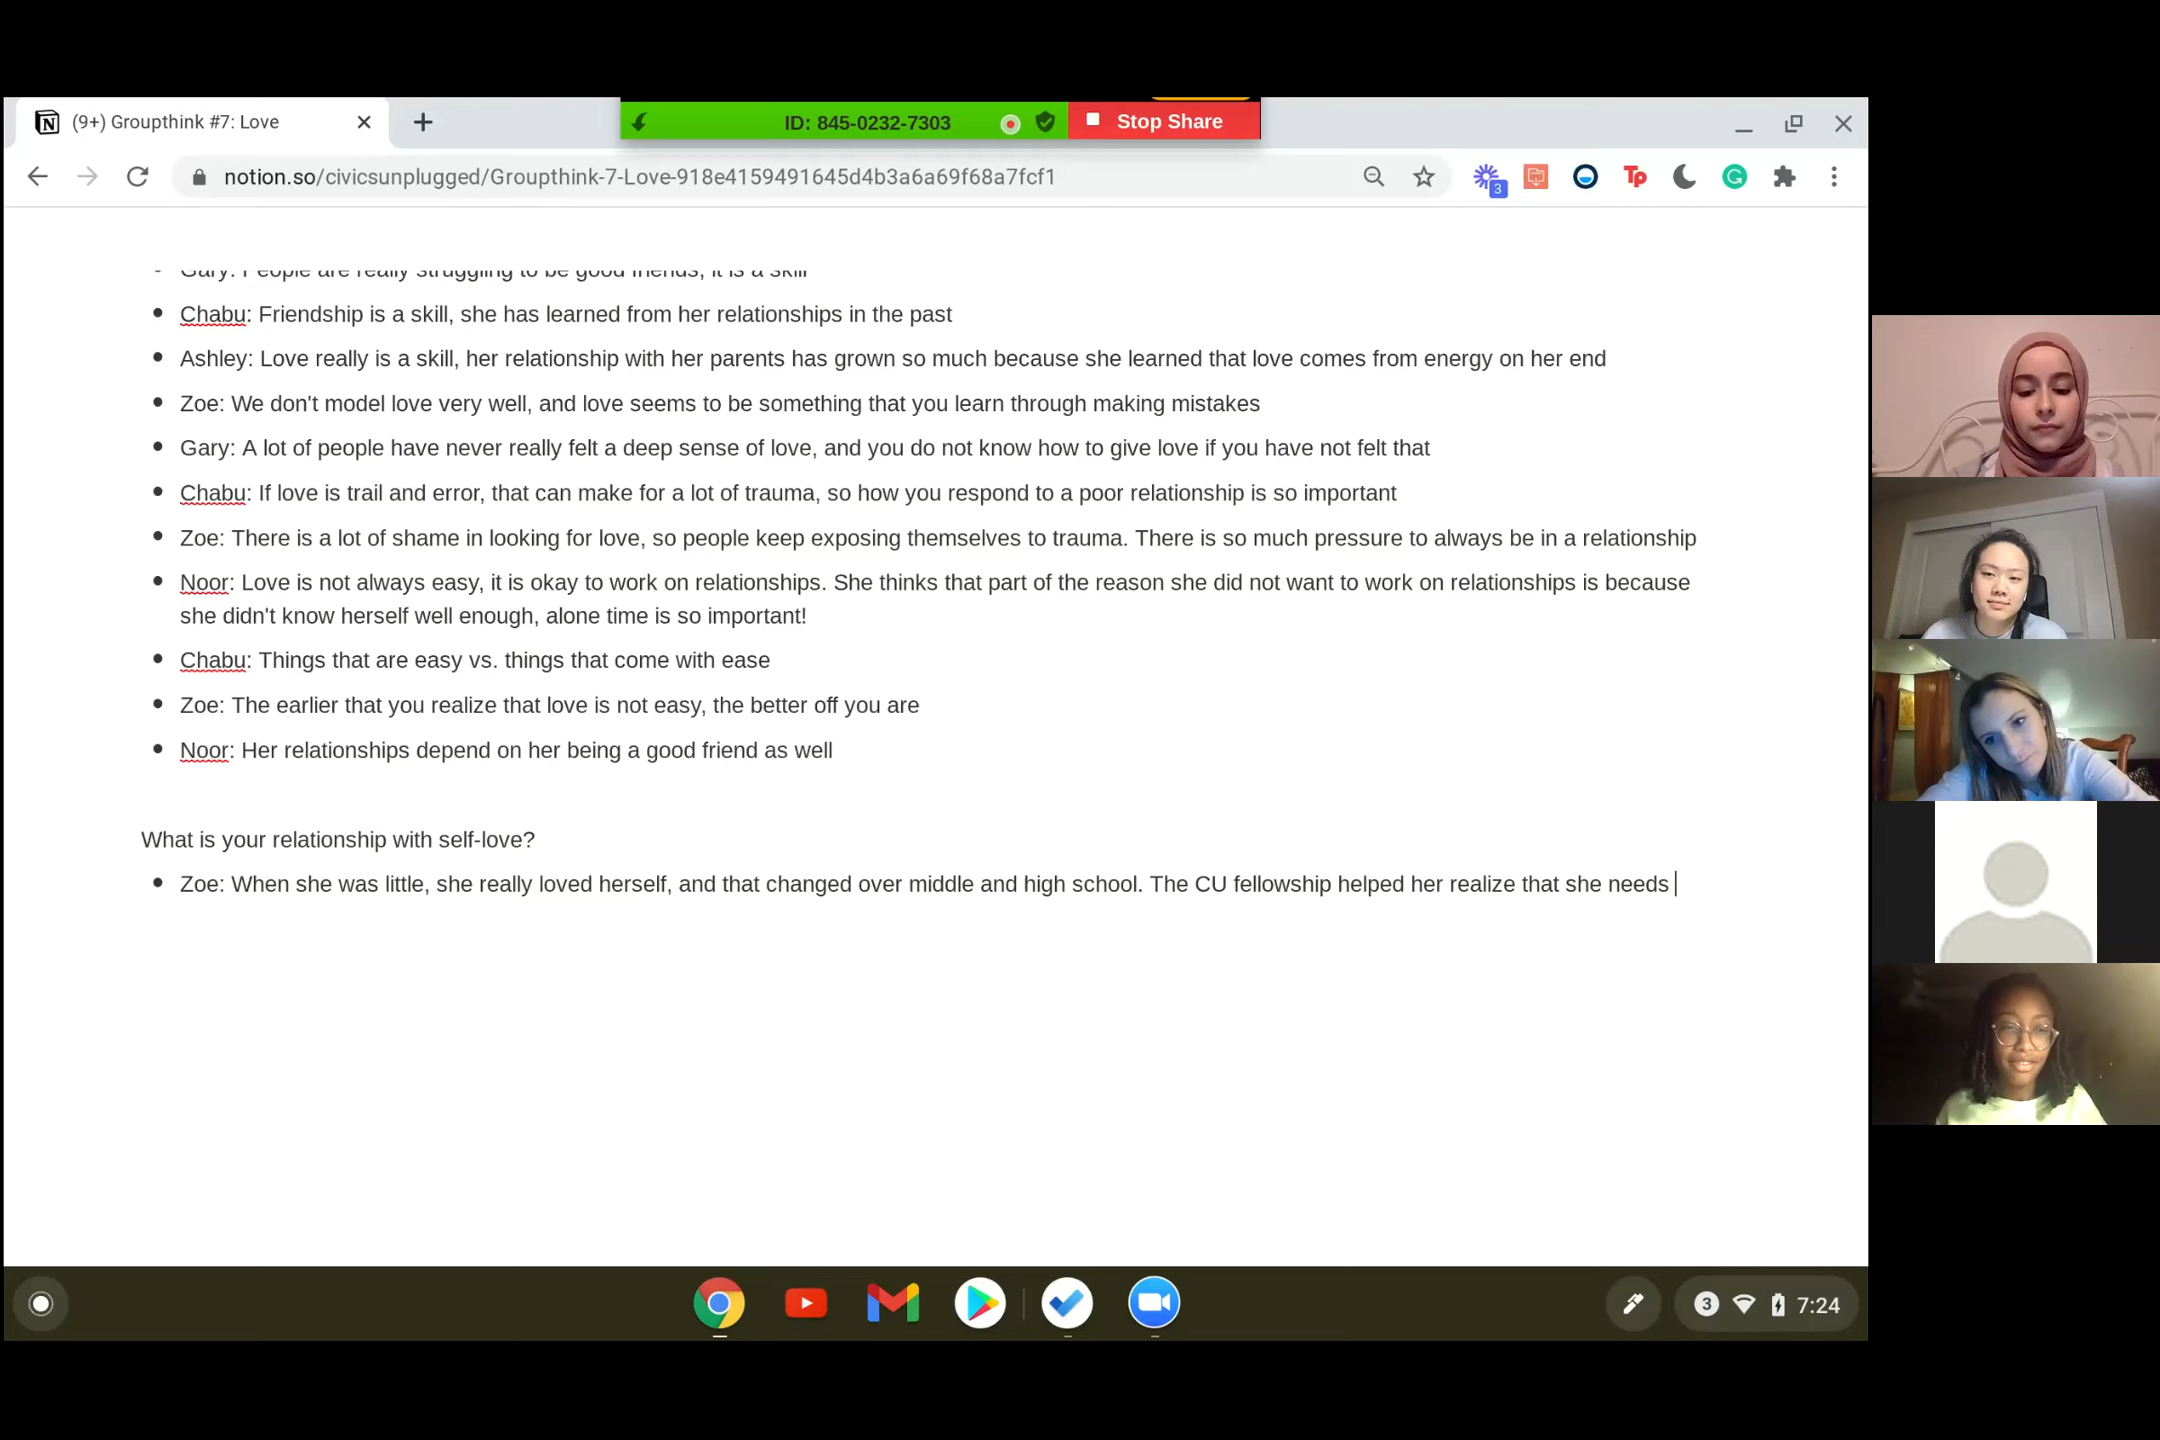 (9+) Groupthink #7: Love
ID: 845-0232-7303
Stop Share
notion.so/civicsunplugged/Groupthink-7-Love-918e4159491645d4b3a6a69f68a7fcf1
3
Tp
Gary: People are really struggling to be good friends, it is a skill
Chabu: Friendship is a skill, she has learned from her relationships in the past
Ashley: Love really is a skill, her relationship with her parents has grown so much because she learned that love comes from energy on her end
Zoe: We don't model love very well, and love seems to be something that you learn through making mistakes
Gary: A lot of people have never really felt a deep sense of love, and you do not know how to give love if you have not felt that
Chabu: If love is trail and error, that can make for a lot of trauma, so how you respond to a poor relationship is so important
Zoe: There is a lot of shame in looking for love, so people keep exposing themselves to trauma. There is so much pressure to always be in a relationship
Noor: Love is not always easy, it is okay to work on relationships. She thinks that part of the reason she did not want to work on relationships is because
she didn't know herself well enough, alone time is so important!
Chabu: Things that are easy vs. things that come with ease
Zoe: The earlier that you realize that love is not easy, the better off you are
Noor: Her relationships depend on her being a good friend as well
What is your relationship with self-love?
Zoe: When she was little, she really loved herself, and that changed over middle and high school. The CU fellowship helped her realize that she needs
3
7:24